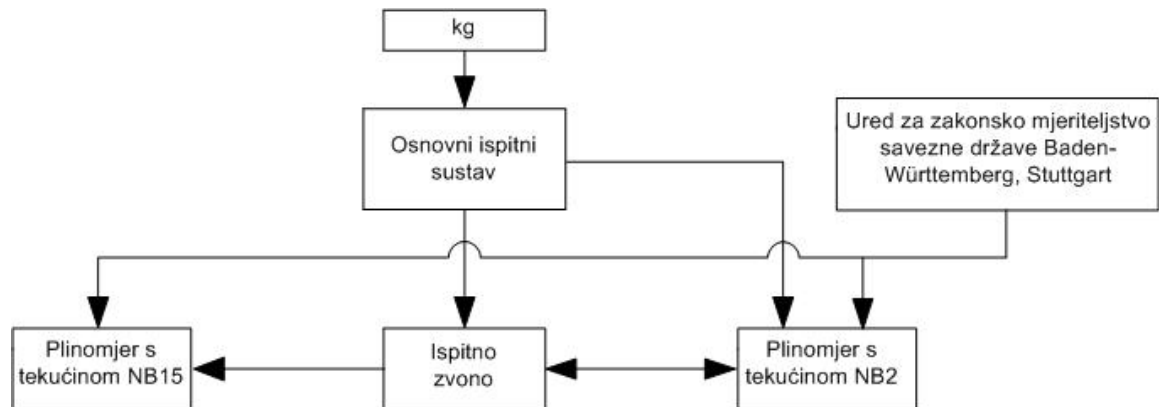 kg
Osnovni ispitni
sustav
Ured za zakonsko mjeriteljstvo
savezne države Baden-
Württemberg, Stuttgart
Plinomjer s
tekućinom NB15
Ispitno
zvono
Plinomjer s
tekućinom NB2